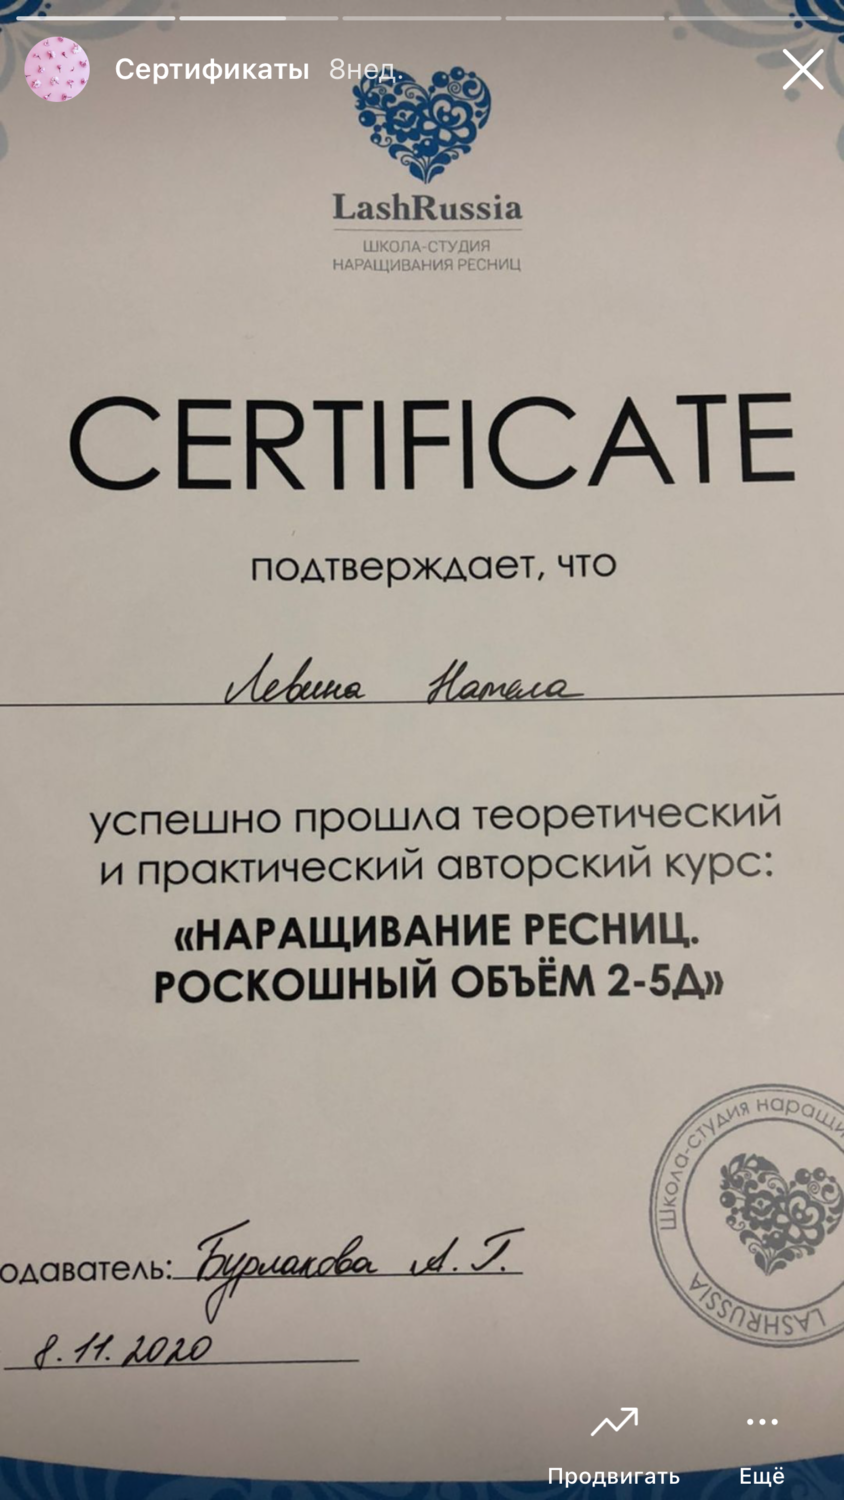 Сертификаты 8нед.
LashRussia
ШКОЛА-СТУДИЯ
НАРАЩИВАНИЯ РЕСНИЦ
CERTIFICATE
подтверждает, что
Левина Натела
успешно прошла теоретический
и практический авторский курс:
«НАРАЩИВАНИЕ РЕСНИЦ.
РОСКОШНЫЙ ОБЪЁМ 2-5Д»
Школа-студия наращи
LASHRUSSIA
одаватель: Бурлакова А. Г.
8.11.2020
Продвигать Ещё